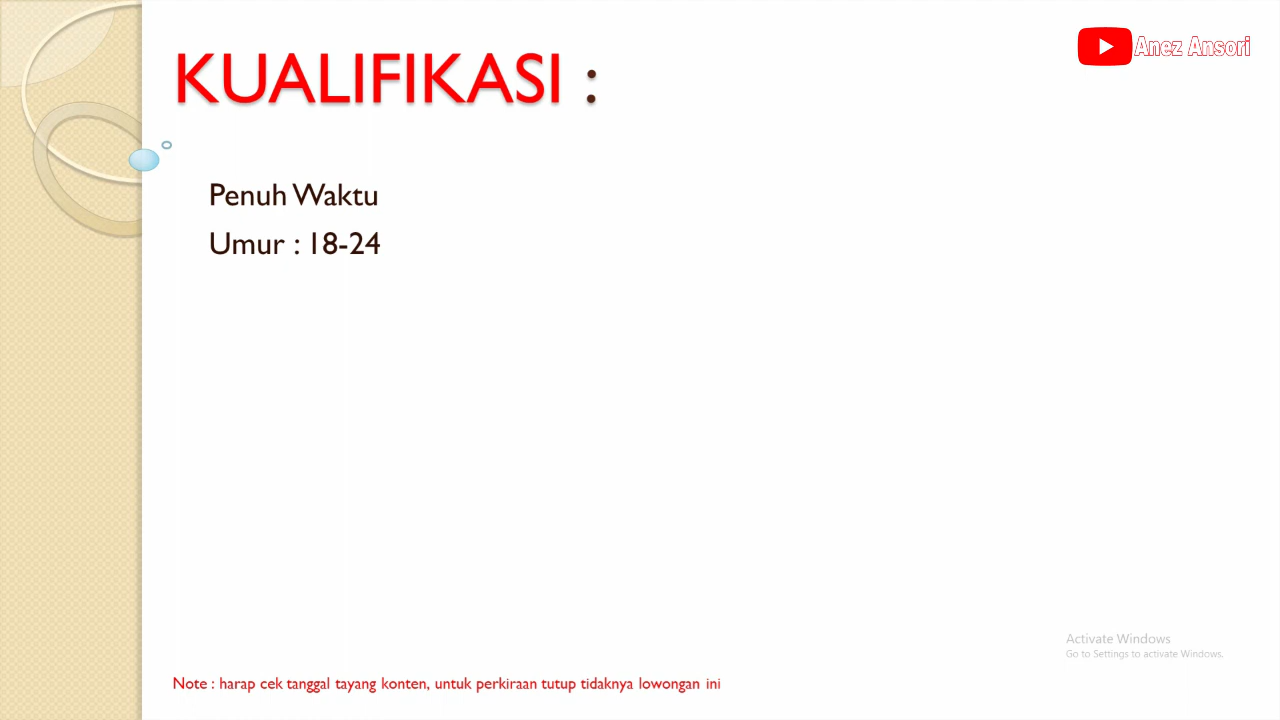 KUALIFIKASI :
Anez Ansori
Penuh Waktu
Umur : 18-24
Activate Windows
Go to Settings to activate Windows.
Note : harap cek tanggal tayang konten, untuk perkiraan tutup tidaknya lowongan ini